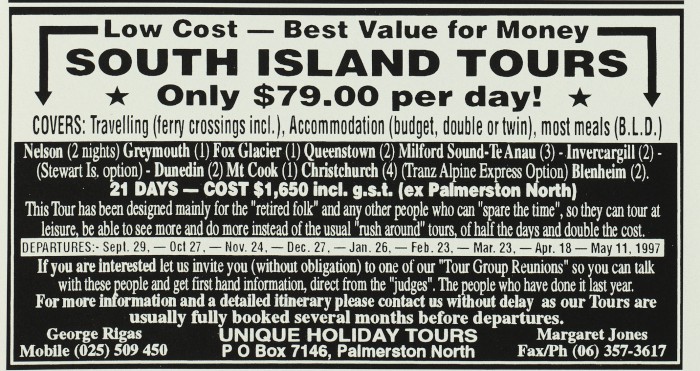 Low Cost — Best Value for Money
SOUTH ISLAND TOURS
★ Only $79.00 per day! ★
COVERS: Travelling (ferry crossings incl.), Accommodation (budget, double or twin), most meals (B.L.D.)
Nelson (2 nights) Greymouth (1) Fox Glacier (1) Queenstown (2) Milford Sound-Te Anau (3) - Invercargill (2) -
(Stewart Is. option) - Dunedin (2) Mt Cook (1) Christchurch (4) (Tranz Alpine Express Option) Blenheim (2).
21 DAYS — COST $1,650 incl. g.s.t. (ex Palmerston North)
This Tour has been designed mainly for the "retired folk" and any other people who can "spare the time", so they can tour at
leisure, be able to see more and do more instead of the usual "rush around" tours, of half the days and double the cost.
DEPARTURES:- Sept. 29, — Oct 27, — Nov. 24, — Dec. 27, — Jan. 26, — Feb. 23, — Mar. 23, — Apr. 18 — May 11, 1997
If you are interested let us invite you (without obligation) to one of our "Tour Group Reunions" so you can talk
with these people and get first hand information, direct from the "judges". The people who have done it last year.
For more information and a detailed itinerary please contact us without delay as our Tours are
usually fully booked several months before departures.
George Rigas UNIQUE HOLIDAY TOURS Margaret Jones
Mobile (025) 509 450 P O Box 7146, Palmerston North Fax/Ph (06) 357-3617